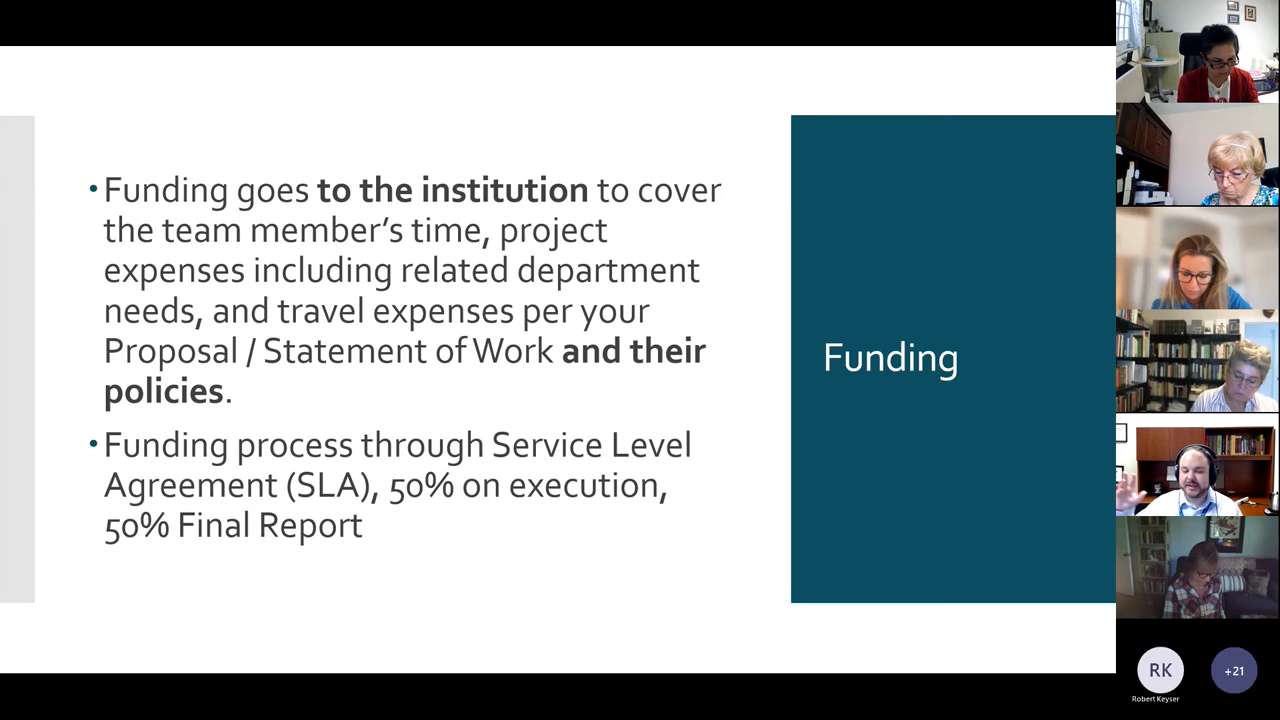 • Funding goes to the institution to cover
the team member's time, project
expenses including related department
needs, and travel expenses per your
Proposal / Statement of Work and their
policies.
• Funding process through Service Level
Agreement (SLA), 50% on execution,
50% Final Report
Funding
RK
+21
Robert Keyser